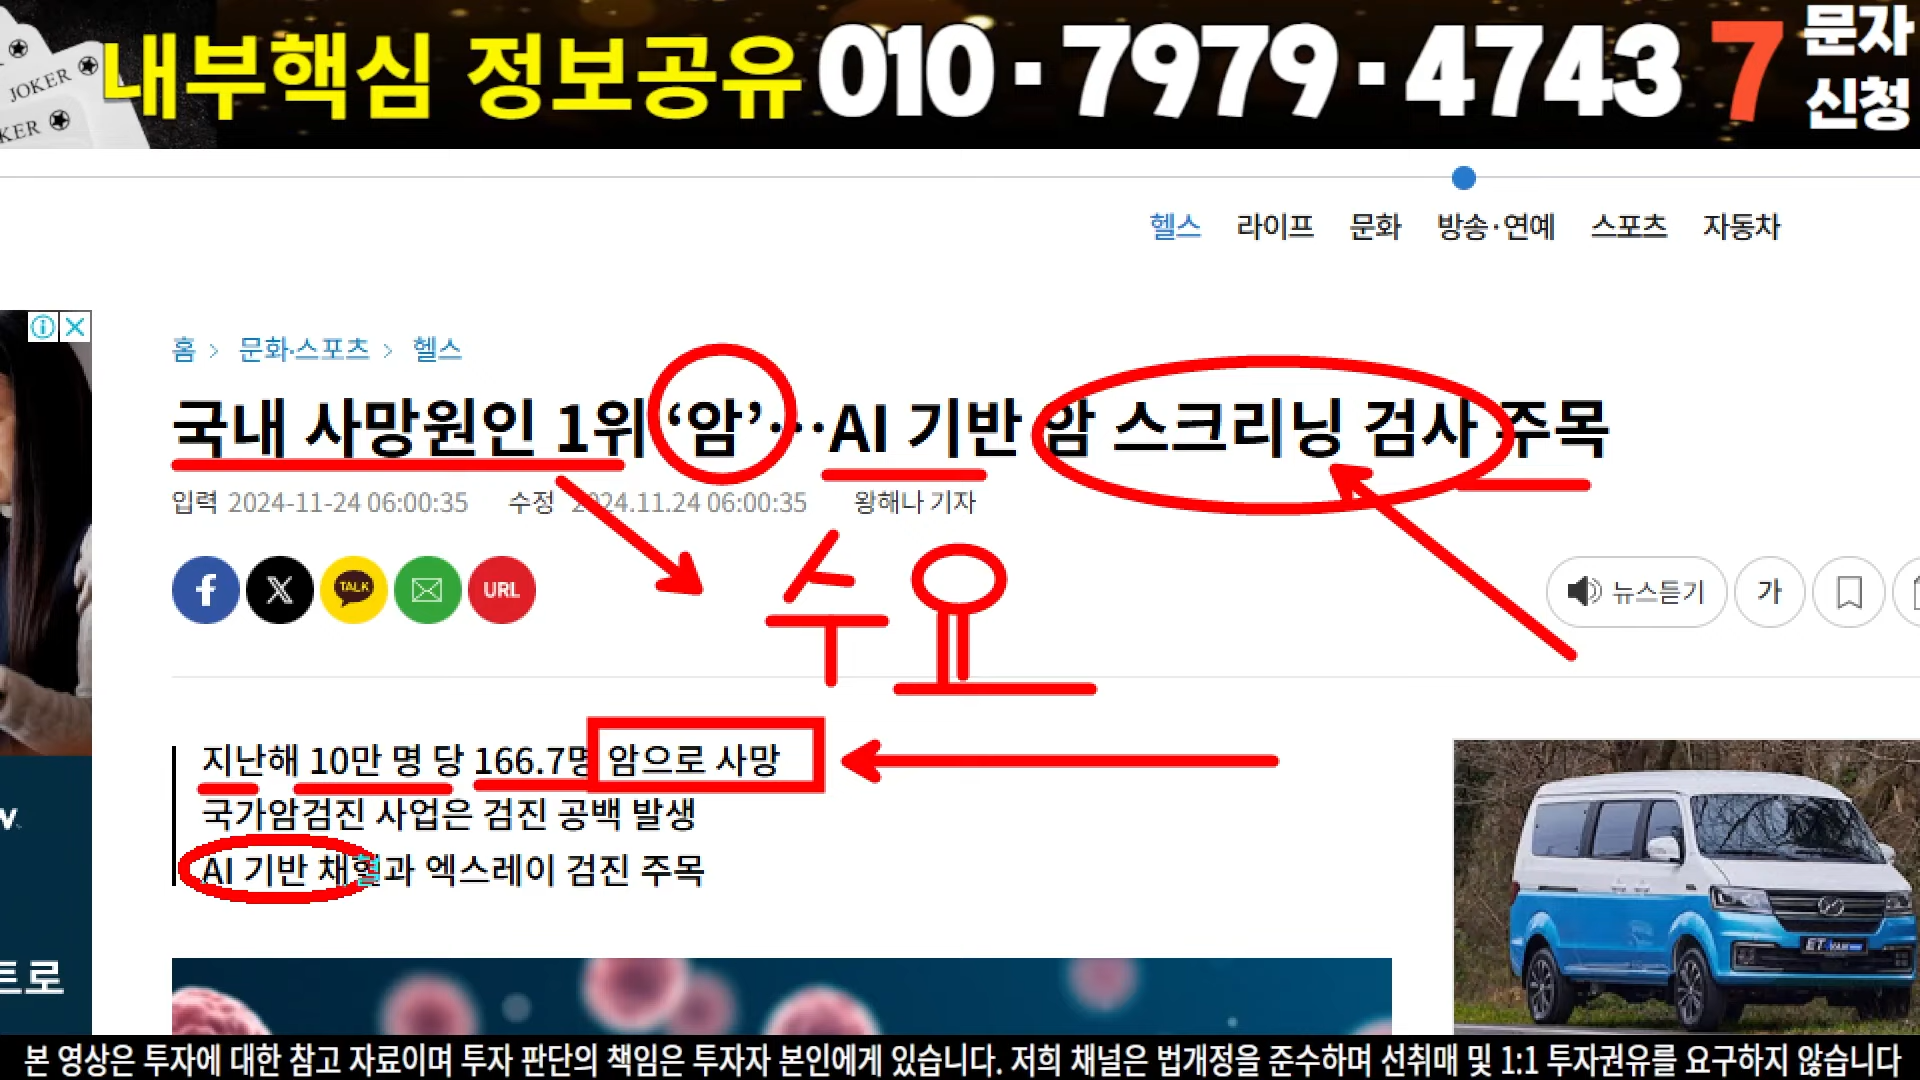 JOKER
KER
내부핵심 정보공유 010·7979·4743 7 문자 신청
헬스 라이프 문화 방송·연예 스포츠 자동차
홈 > 문화·스포츠 > 헬스
국내 사망원인 1위 ‘암’…AI 기반 암 스크리닝 검사 주목
입력 2024-11-24 06:00:35 수정 2024.11.24 06:00:35 왕해나 기자
수요
f X TALK URL
뉴스듣기 가
지난해 10만 명 당 166.7명 암으로 사망
국가암검진 사업은 검진 공백 발생
AI 기반 채혈과 엑스레이 검진 주목
트로
본 영상은 투자에 대한 참고 자료이며 투자 판단의 책임은 투자자 본인에게 있습니다. 저희 채널은 법개정을 준수하며 선취매 및 1:1 투자권유를 요구하지 않습니다